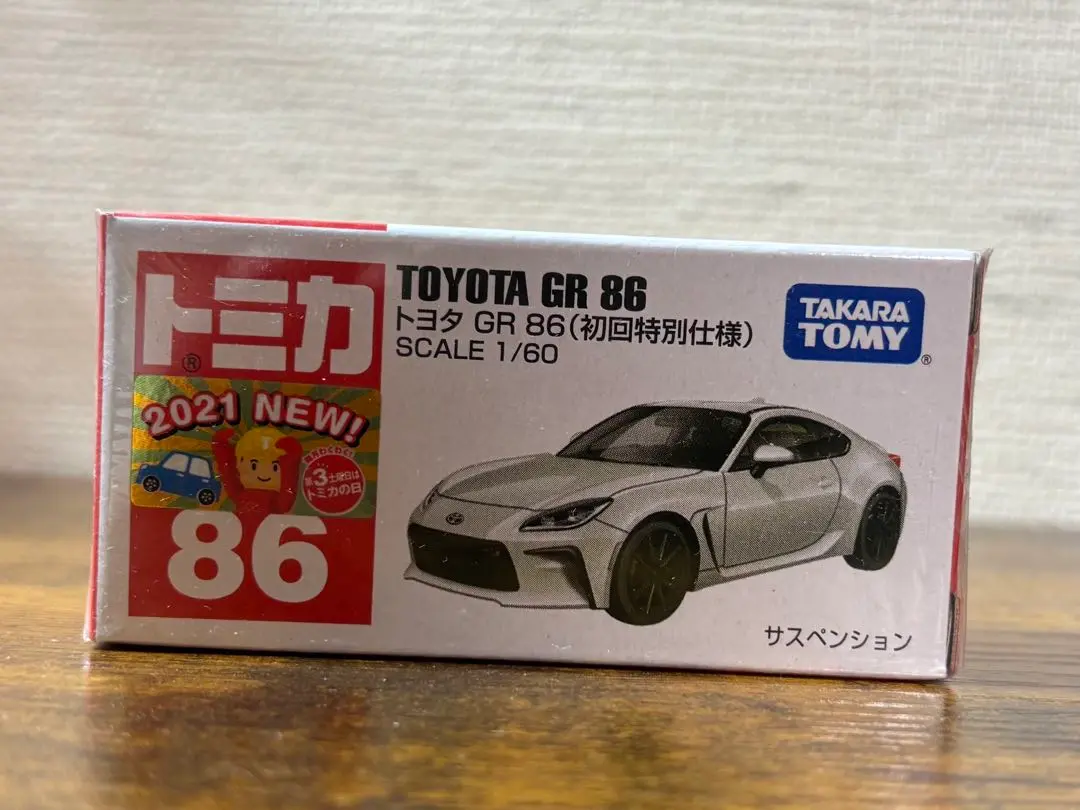 トミカ
®
2021 NEW!
第3土曜日は
トミカの日
86
TOYOTA GR 86
トヨタ GR 86(初回特別仕様)
SCALE 1/60
TAKARA
TOMY
®
サスペンション